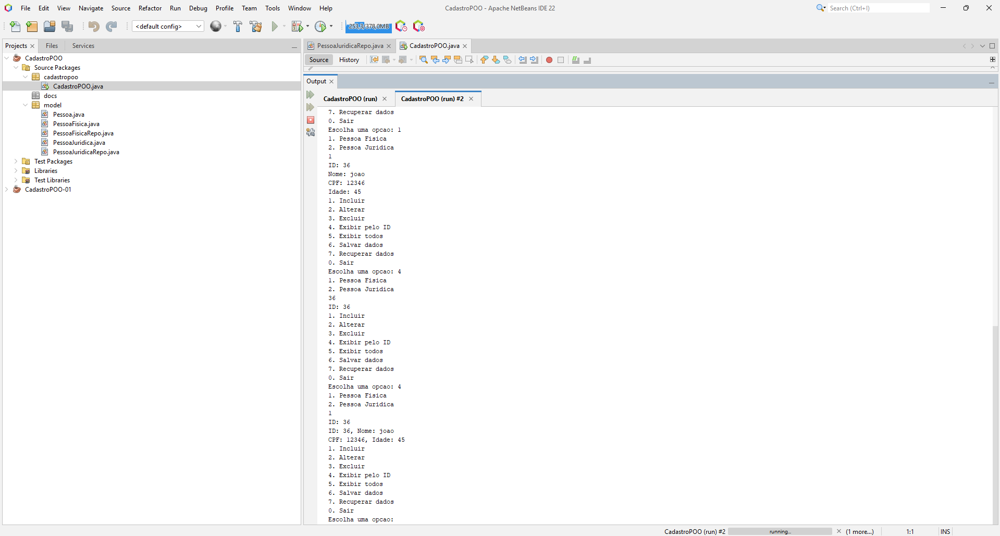 File Edit View Navigate Source Refactor Run Debug Profile Team Tools Window Help
CadastroPOO - Apache NetBeans IDE 22
Search (Ctrl+I)
<default config>
253,3/378,0MB
Projects Files Services
CadastroPOO
Source Packages
cadastropoo
CadastroPOO.java
docs
model
Pessoa.java
PessoaFisica.java
PessoaFisicaRepo.java
PessoaJuridica.java
PessoaJuridicaRepo.java
Test Packages
Libraries
Test Libraries
CadastroPOO-01
PessoaJuridicaRepo.java CadastroPOO.java
Source History
Output
CadastroPOO (run) CadastroPOO (run) #2
7. Recuperar dados
0. Sair
Escolha uma opcao: 1
1. Pessoa Fisica
2. Pessoa Juridica
1
ID: 36
Nome: joao
CPF: 12346
Idade: 45
1. Incluir
2. Alterar
3. Excluir
4. Exibir pelo ID
5. Exibir todos
6. Salvar dados
7. Recuperar dados
0. Sair
Escolha uma opcao: 4
1. Pessoa Fisica
2. Pessoa Juridica
36
ID: 36
1. Incluir
2. Alterar
3. Excluir
4. Exibir pelo ID
5. Exibir todos
6. Salvar dados
7. Recuperar dados
0. Sair
Escolha uma opcao: 4
1. Pessoa Fisica
2. Pessoa Juridica
1
ID: 36
ID: 36, Nome: joao
CPF: 12346, Idade: 45
1. Incluir
2. Alterar
3. Excluir
4. Exibir pelo ID
5. Exibir todos
6. Salvar dados
7. Recuperar dados
0. Sair
Escolha uma opcao:
CadastroPOO (run) #2 running... (1 more...) 1:1 INS